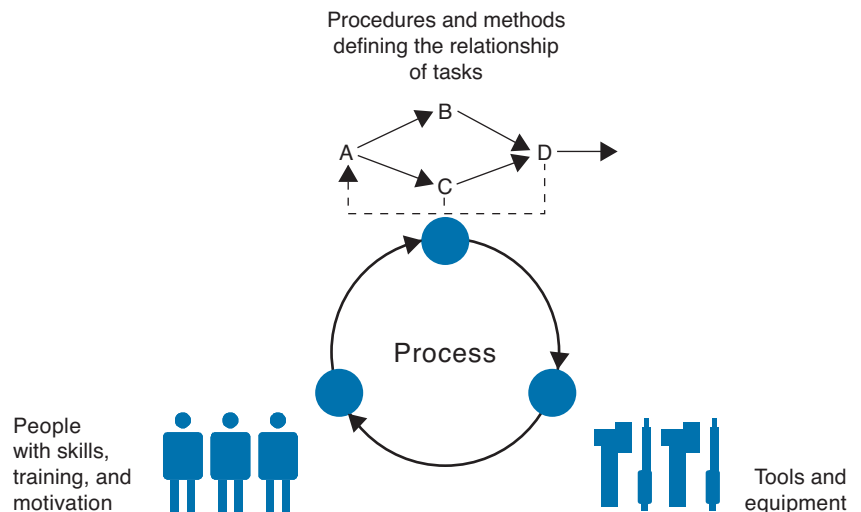 Procedures and methods
defining the relationship
of tasks
B
A
D
C
Process
People
with skills,
training, and
motivation
Tools and
equipment